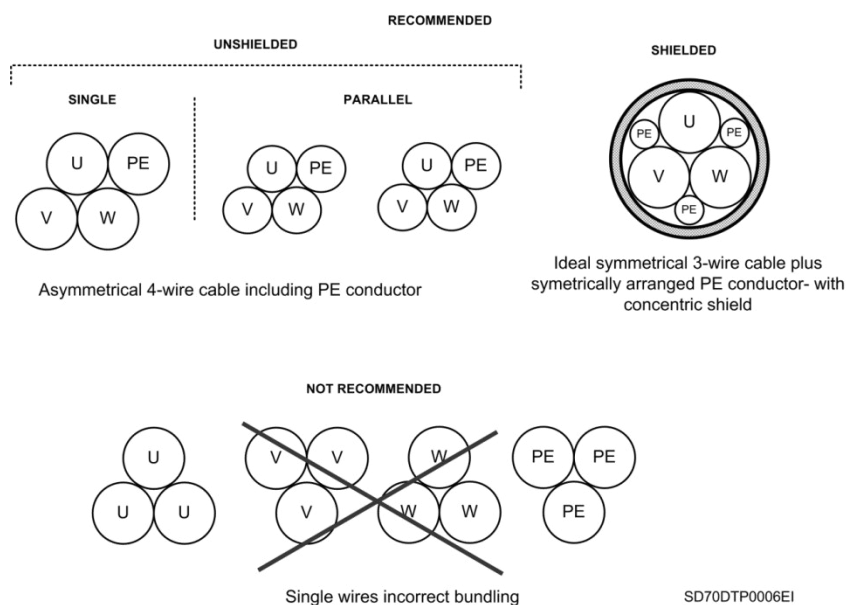 RECOMMENDED
UNSHIELDED
SHIELDED
SINGLE
PARALLEL
U PE
V W
U PE
V W
U PE
V W
PE U PE
V W
PE
Asymmetrical 4-wire cable including PE conductor
Ideal symmetrical 3-wire cable plus
symetrically arranged PE conductor- with
concentric shield
NOT RECOMMENDED
U
U U
V V
V
W
W W
PE PE
PE
Single wires incorrect bundling
SD70DTP0006EI